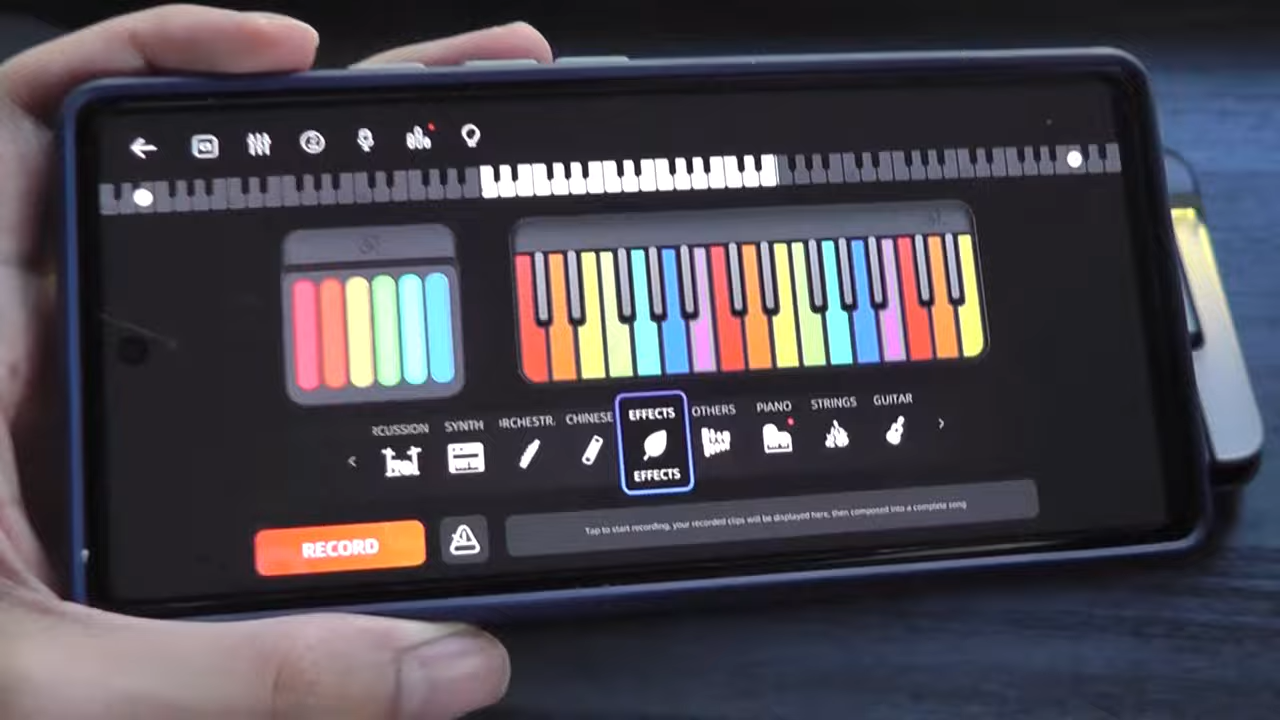 RCUSSION SYNTH RCHESTR. CHINESE EFFECTS OTHERS PIANO STRINGS GUITAR
EFFECTS
RECORD
Tap to start recording, your recorded clips will be displayed here, then composed into a complete song